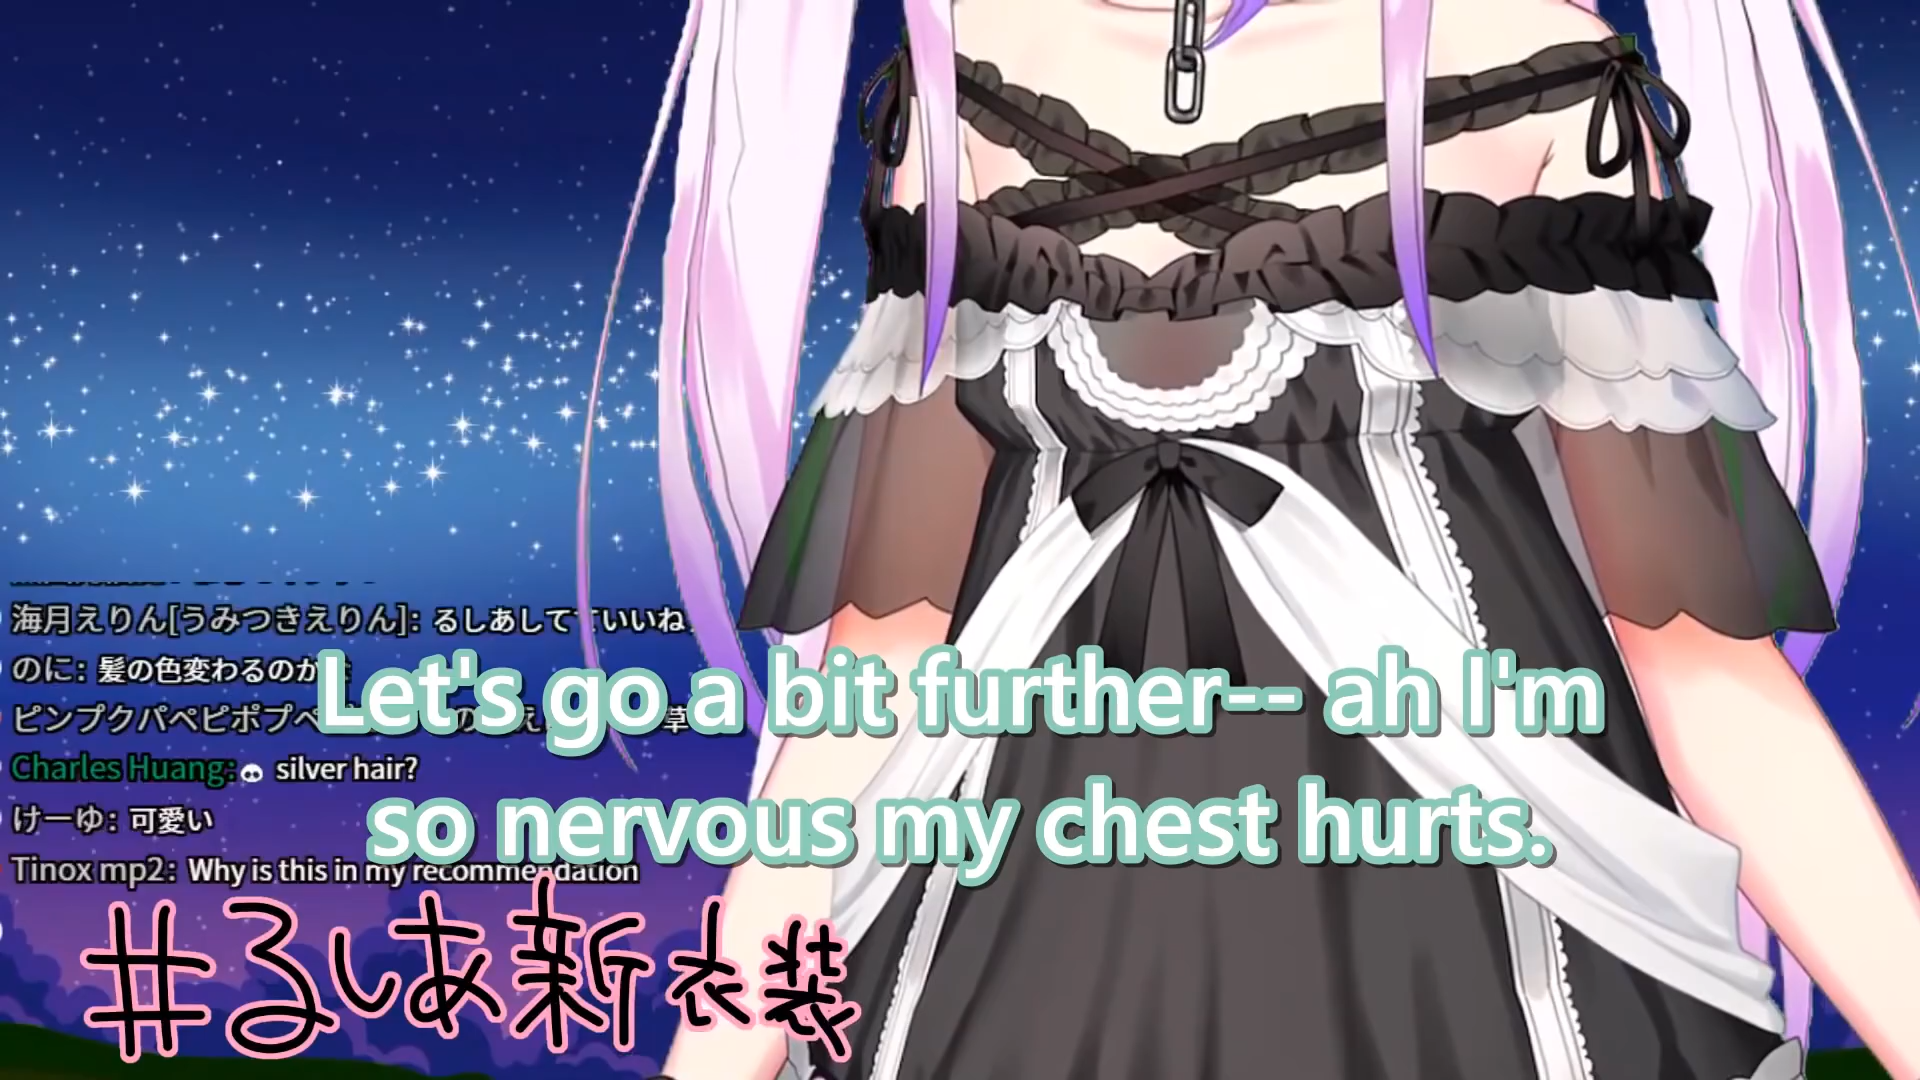 海月えりん[うみつきえりん]: るしあしてていいね
のに: 髪の色変わるのか
ピンプクパペピポプペ
草
Charles Huang: silver hair?
けーゆ: 可愛い
Tinox mp2: Why is this in my recommendation
Let's go a bit further-- ah I'm
so nervous my chest hurts.
#るしあ新衣装